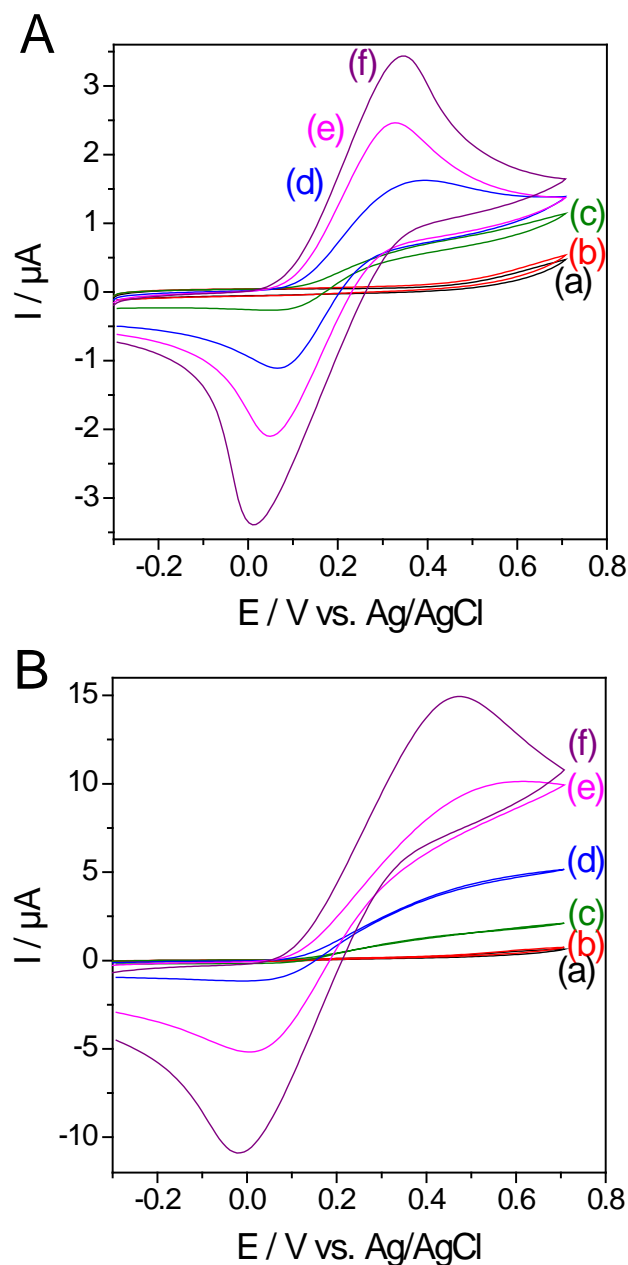 A
(f)
3
(e)
2
(d)
(c)
1
(b)
0
(a)
-1
-2
-3
I / µA
-0.2 0.0 0.2 0.4 0.6 0.8
E / V vs. Ag/AgCl
B
15
(f)
(e)
10
(d)
5
(c)
(b)
0
(a)
-5
-10
I / µA
-0.2 0.0 0.2 0.4 0.6 0.8
E / V vs. Ag/AgCl